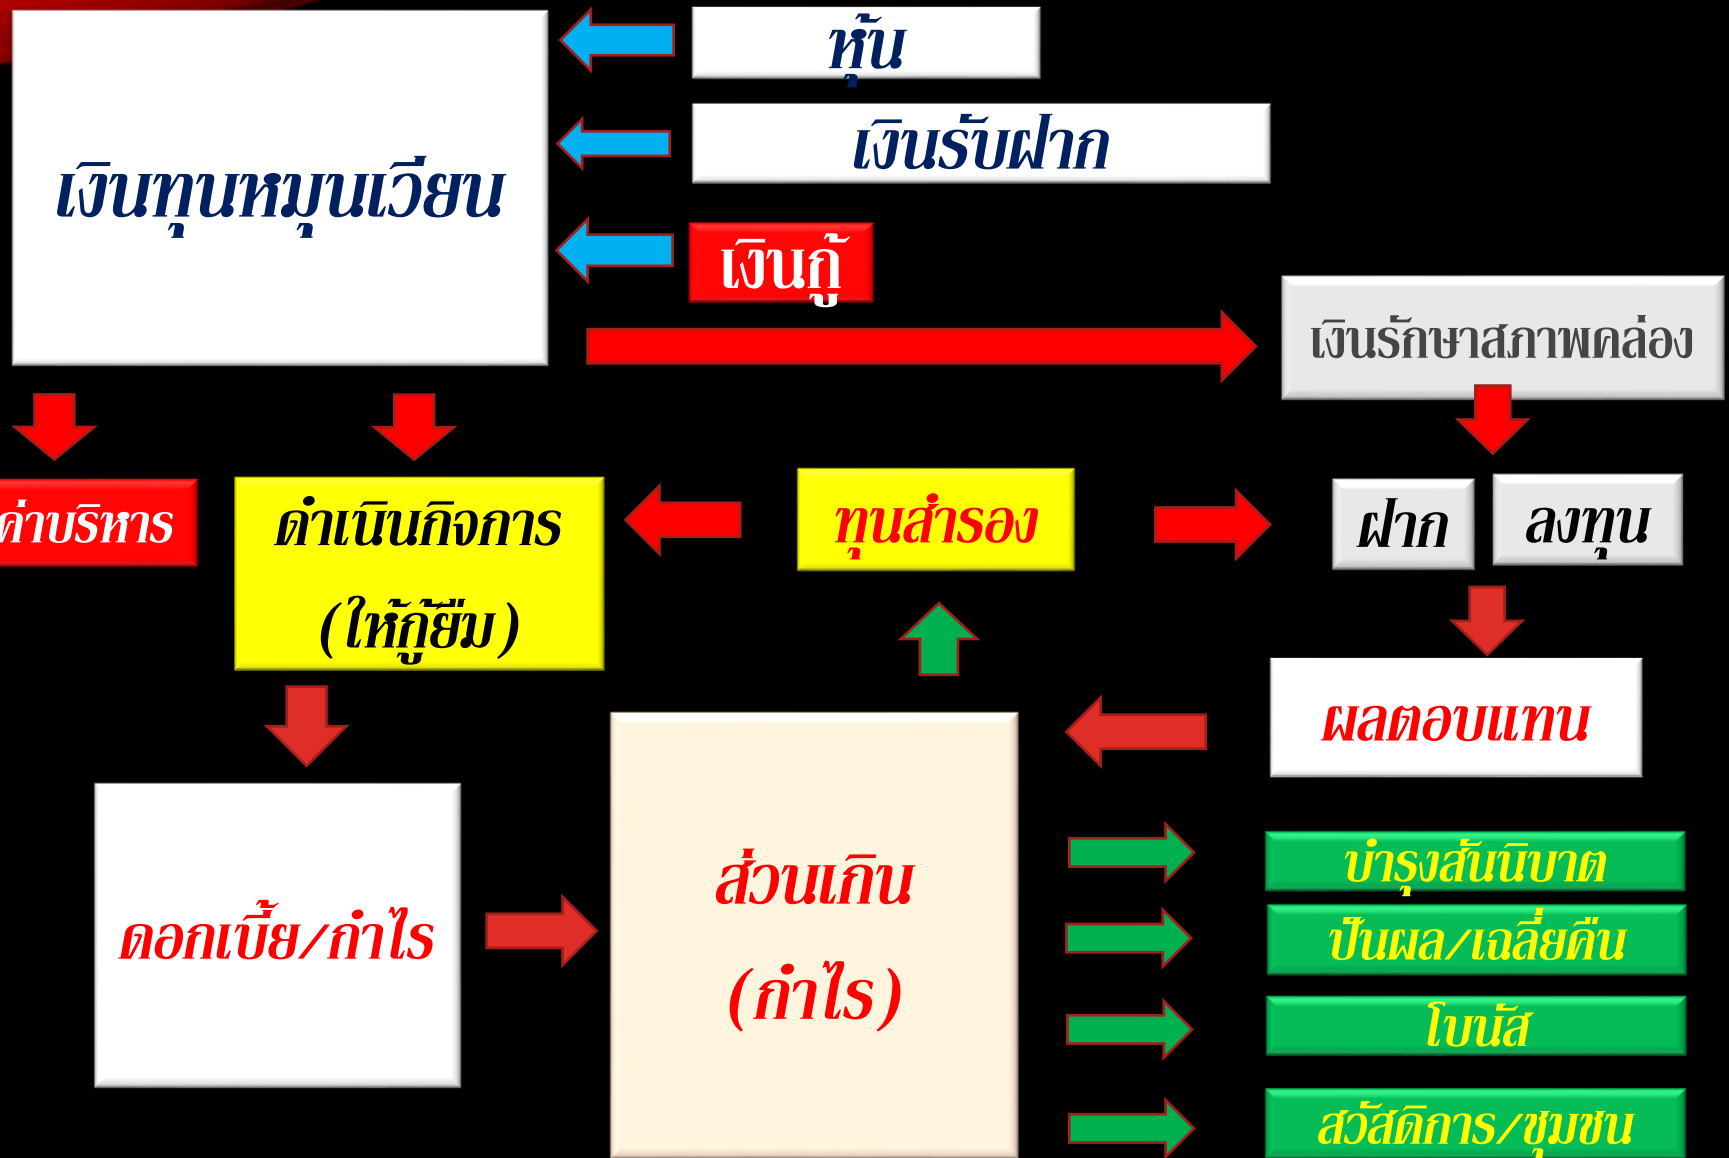 หุ้น
เงินรับฝาก
เงินทุนหมุนเวียน
เงินกู้
เงินรักษาสภาพคล่อง
ค่าบริหาร
ดำเนินกิจการ
(ให้กู้ยืม)
ทุนสำรอง
ฝาก
ลงทุน
ผลตอบแทน
ดอกเบี้ย/กำไร
ส่วนเกิน
(กำไร)
บำรุงสันนิบาต
ปันผล/เฉลี่ยคืน
โบนัส
สวัสดิการ/ชุมชน